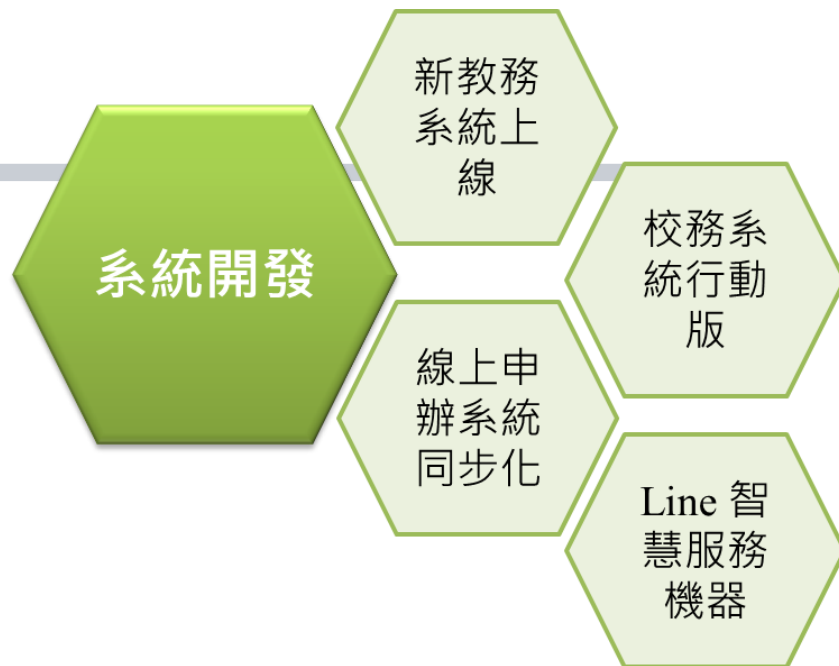 系統開發
新教務
系統上
線
校務系
統行動
版
線上申
辦系統
同步化
Line 智
慧服務
機器